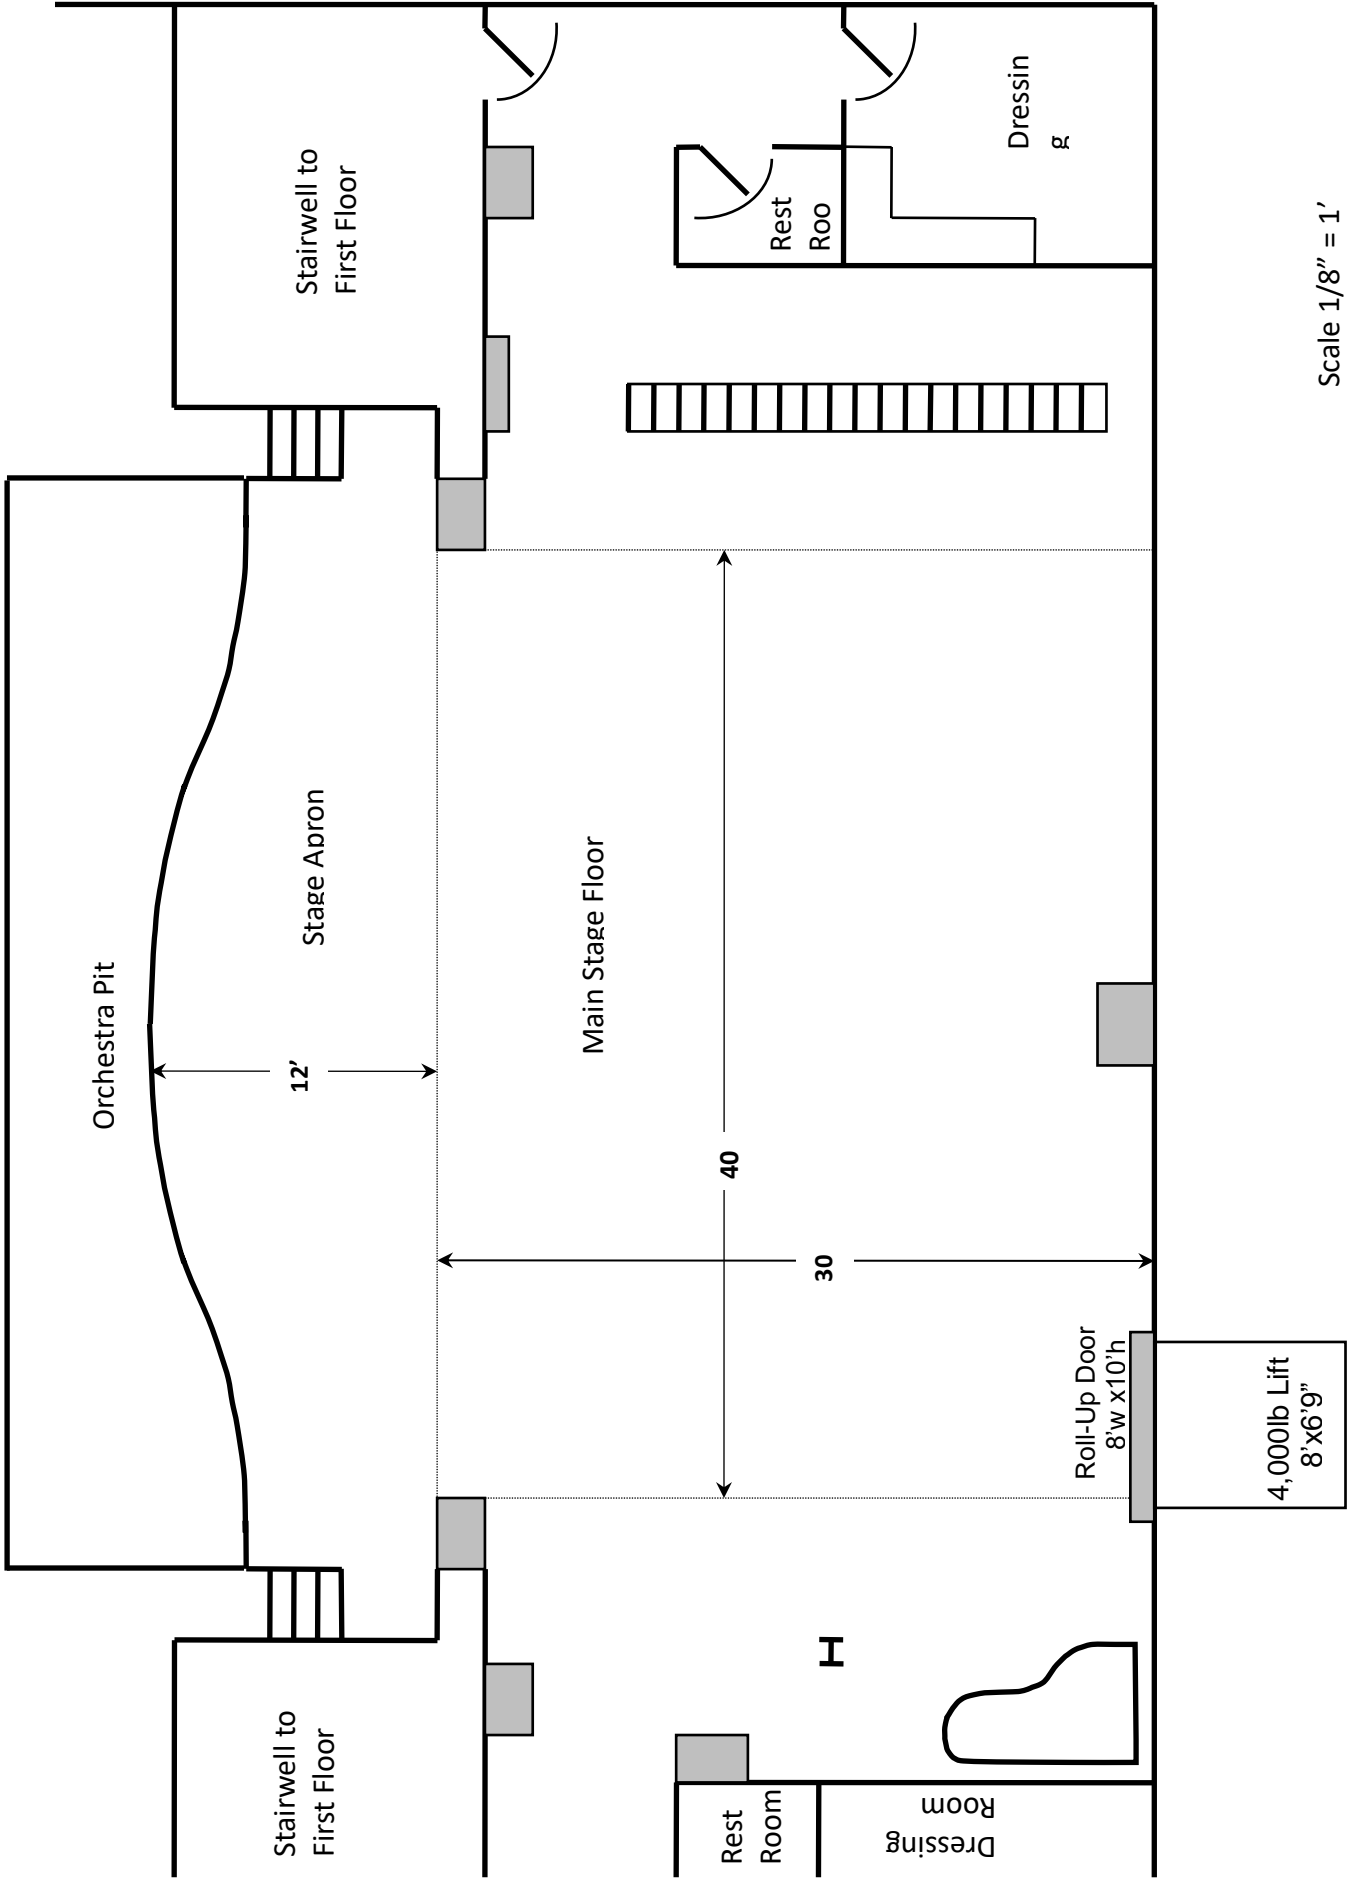 Orchestra Pit
Stairwell to
First Floor
12’
Stage Apron
Stairwell to
First Floor
Main Stage Floor
Rest
Room
40
Rest
Roo
30
Dressing
Room
Dressin
g
Roll-Up Door
8’w x10’h
4,000lb Lift
8’x6’9”
Scale 1/8” = 1’